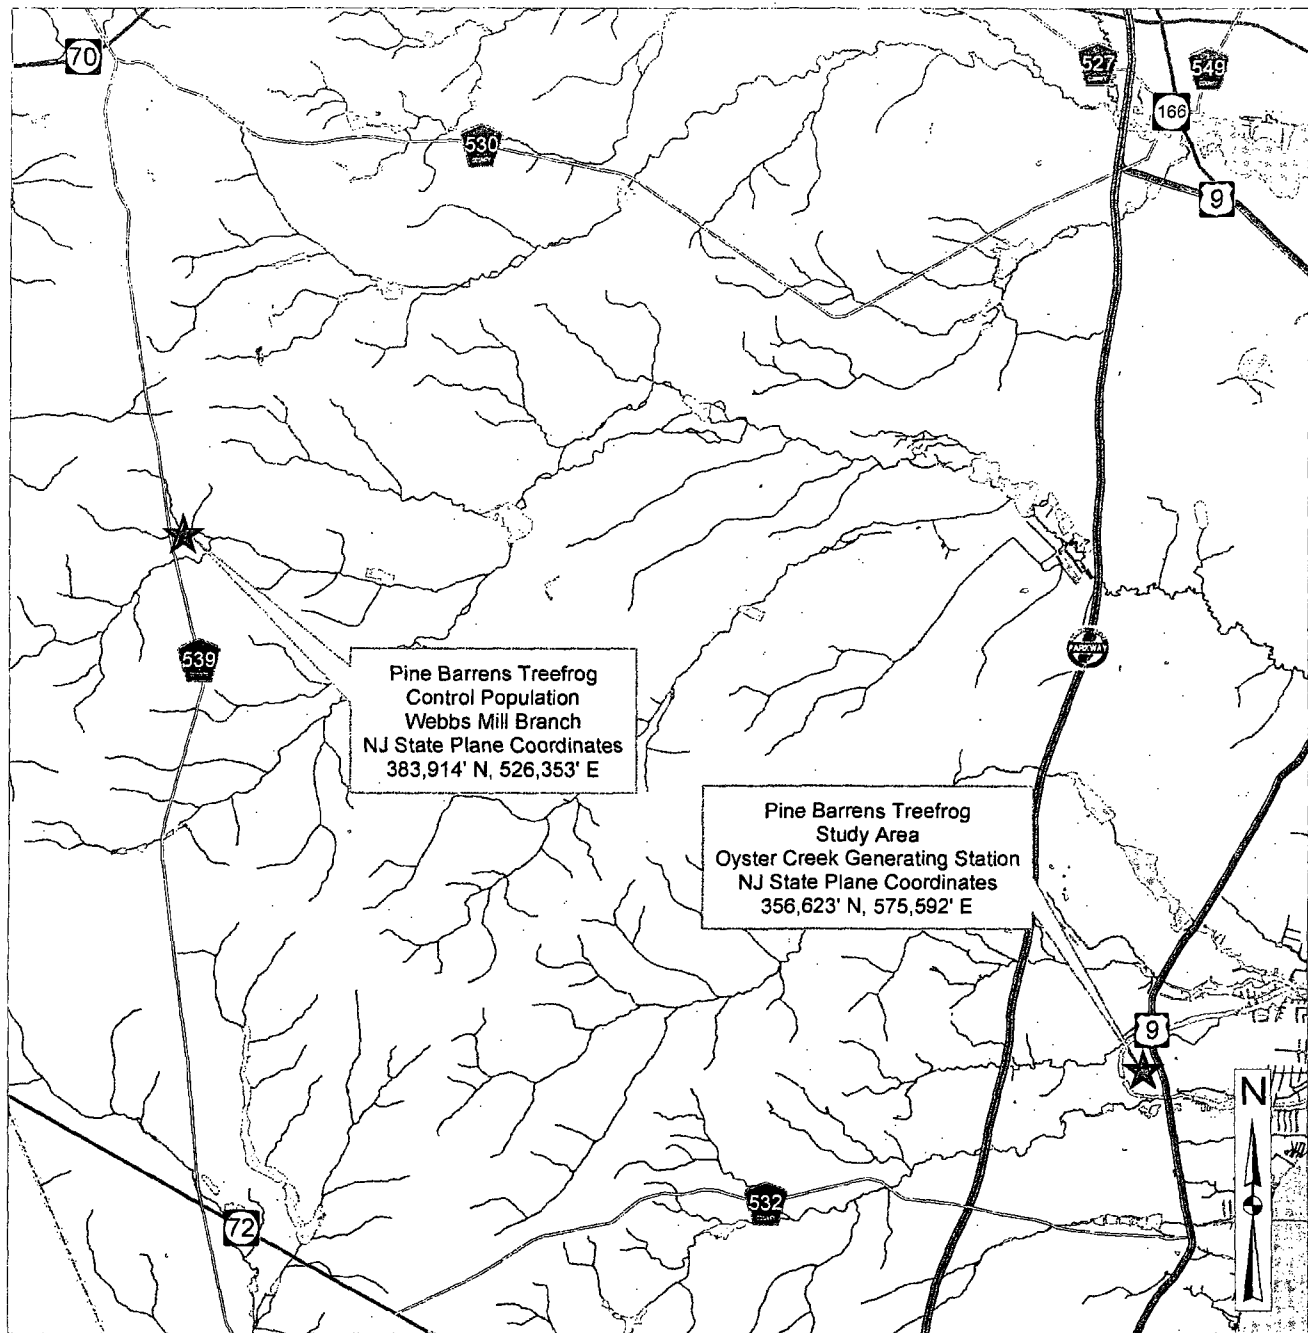 70
527
549
166
530
9
539
PARKWAY
Pine Barrens Treefrog
Control Population
Webbs Mill Branch
NJ State Plane Coordinates
383,914' N, 526,353' E
Pine Barrens Treefrog
Study Area
Oyster Creek Generating Station
NJ State Plane Coordinates
356,623' N, 575,592' E
9
N
532
72